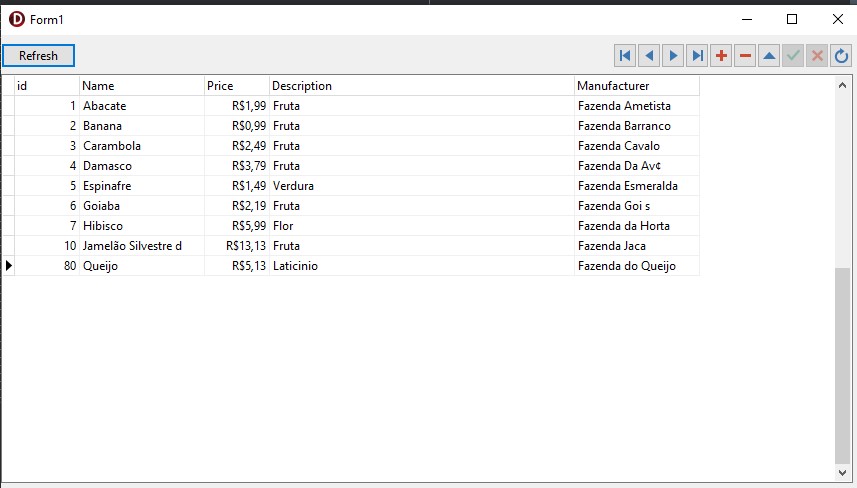 Form1
Refresh
id Name Price Description Manufacturer
1 Abacate R$1,99 Fruta Fazenda Ametista
2 Banana R$0,99 Fruta Fazenda Barranco
3 Carambola R$2,49 Fruta Fazenda Cavalo
4 Damasco R$3,79 Fruta Fazenda Da Av¢
5 Espinafre R$1,49 Verdura Fazenda Esmeralda
6 Goiaba R$2,19 Fruta Fazenda Goi s
7 Hibisco R$5,99 Flor Fazenda da Horta
10 Jamelão Silvestre d R$13,13 Fruta Fazenda Jaca
80 Queijo R$5,13 Laticinio Fazenda do Queijo